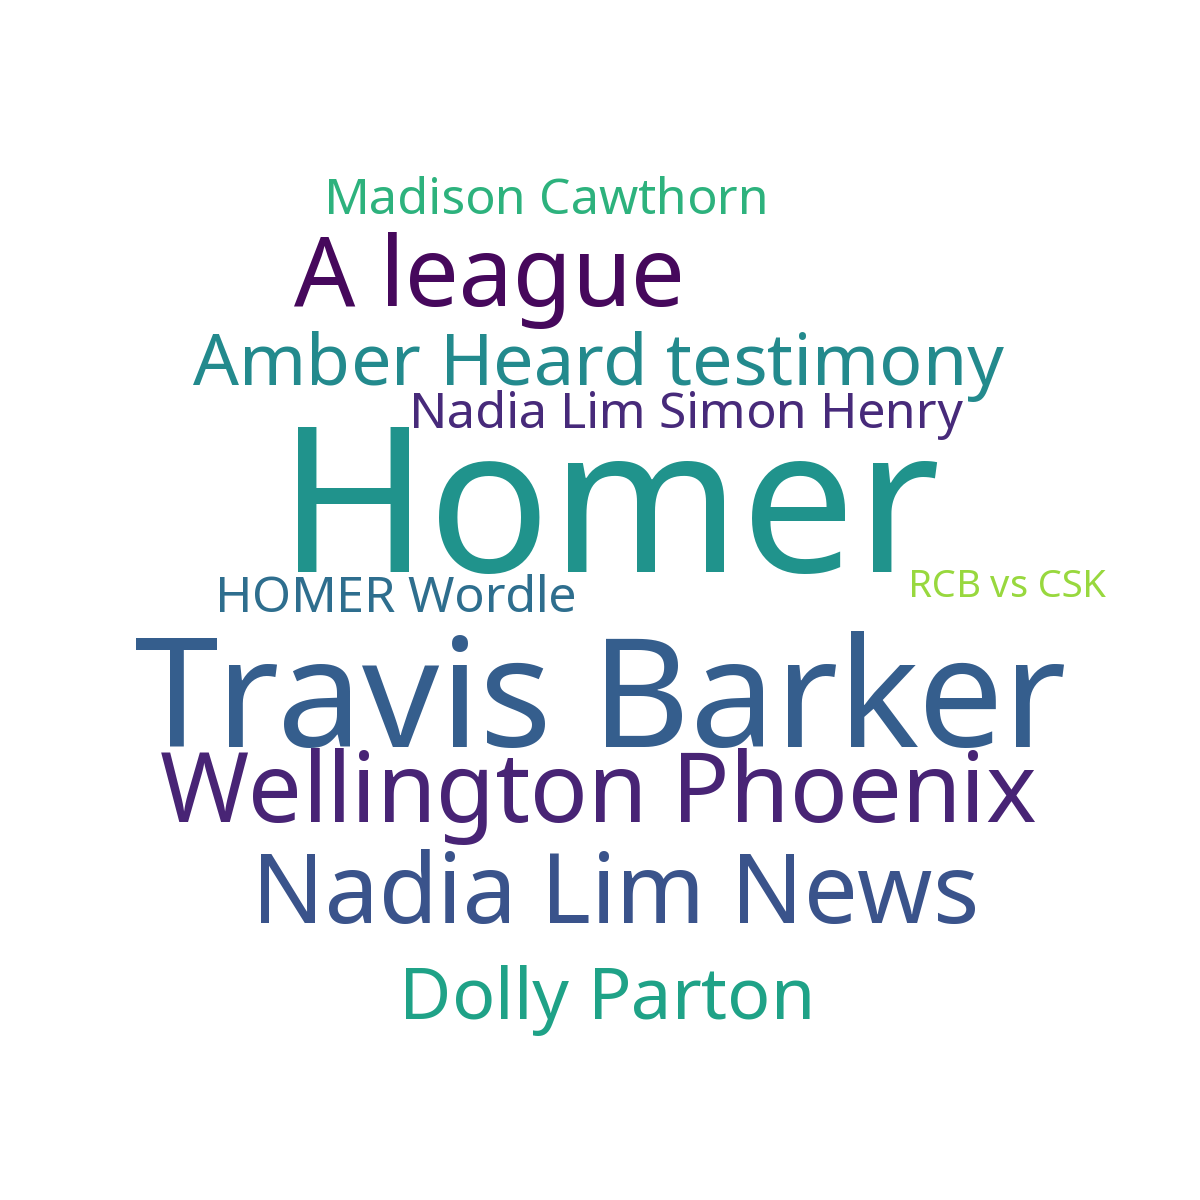 Madison Cawthorn
A league
Amber Heard testimony
Nadia Lim Simon Henry
Homer
HOMER Wordle
RCB vs CSK
Travis Barker
Wellington Phoenix
Nadia Lim News
Dolly Parton